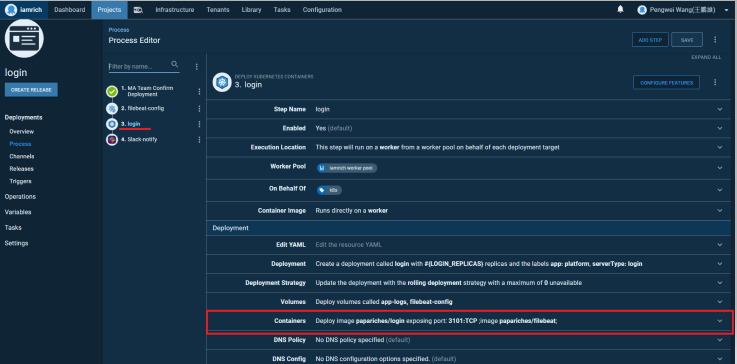 Iamrich Dashboard Projects Infrastructure Tenants Library Tasks Configuration Pengwei Wang(王鵬雄)
login
CREATE RELEASE
Deployments
Overview
Process
Channels
Releases
Triggers
Operations
Variables
Tasks
Settings
Process
Process Editor
ADD STEP SAVE
EXPAND ALL
Filter by name...
1. MA Team Confirm
Deployment
2. filebeat-config
3. login
4. Slack-notify
DEPLOY KUBERNETES CONTAINERS
3. login
CONFIGURE FEATURES
Step Name login
Enabled Yes (default)
Execution Location This step will run on a worker from a worker pool on behalf of each deployment target
Worker Pool Iamrich worker pool
On Behalf Of k8s
Container Image Runs directly on a worker
Deployment
Edit YAML Edit the resource YAML
Deployment Create a deployment called login with #{LOGIN_REPLICAS} replicas and the labels app: platform, serverType: login
Deployment Strategy Update the deployment with the rolling deployment strategy with a maximum of 0 unavailable
Volumes Deploy volumes called app-logs, filebeat-config
Containers Deploy image papariches/login exposing port: 3101:TCP ;image papariches/filebeat;
DNS Policy No DNS policy specified (default)
DNS Config No DNS configuration options specified. (default)